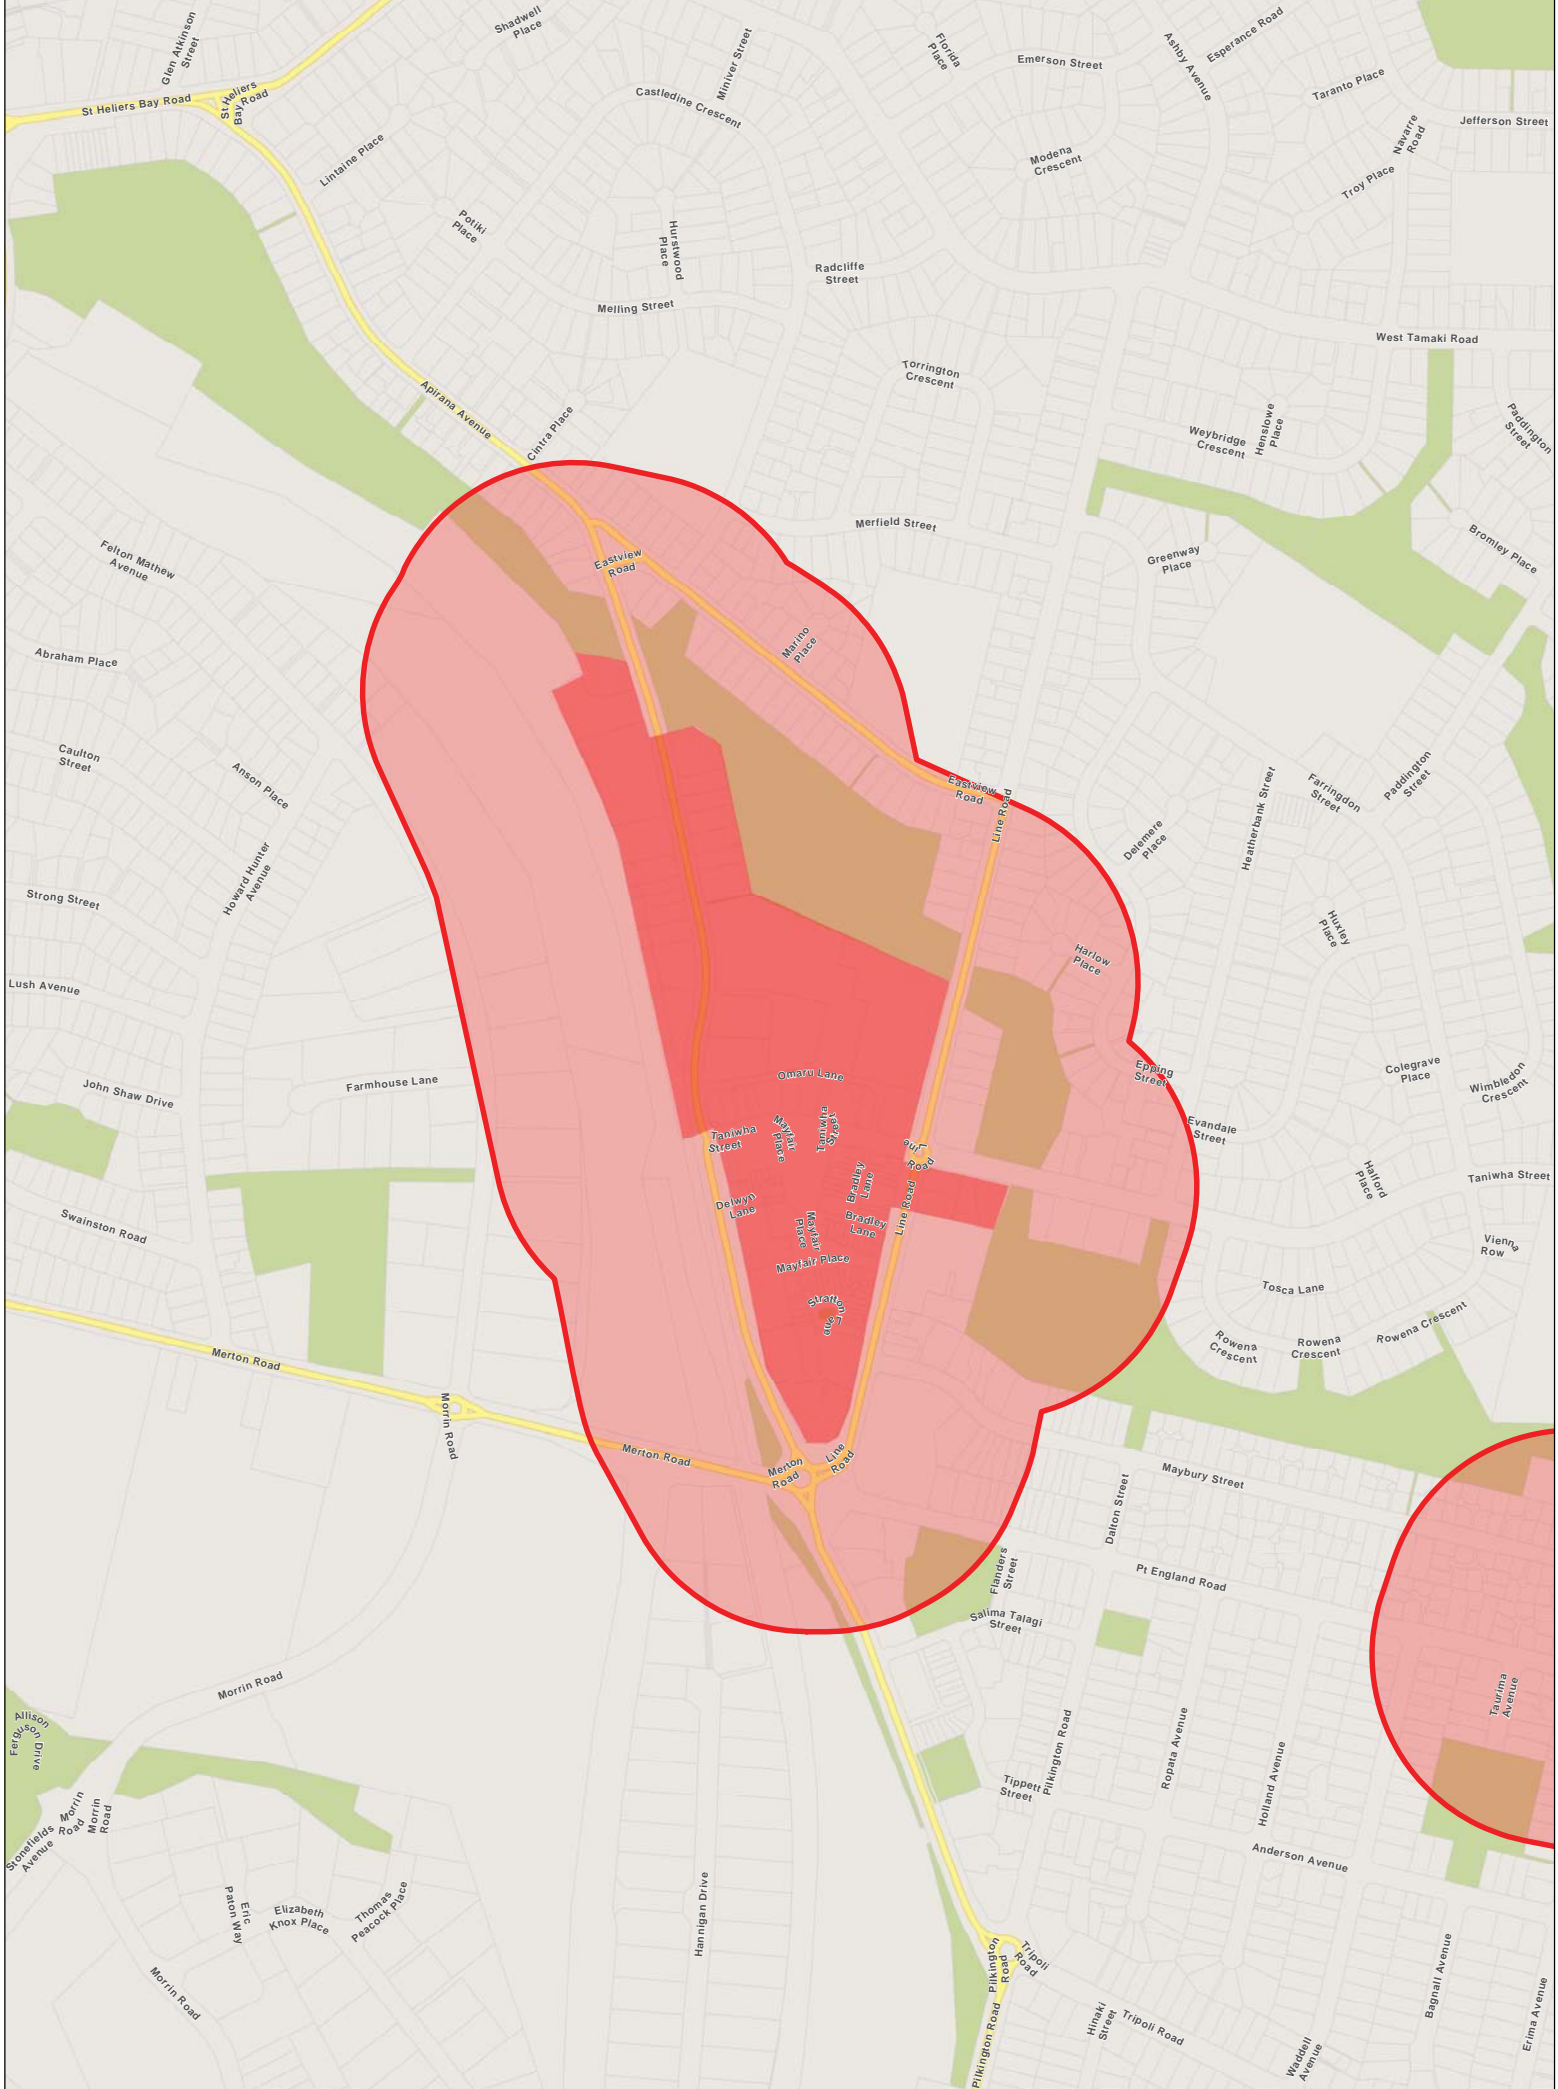 Shadwell
Place
Glen Atkinson
Street
St Heliers Bay Road
St Heliers
Bay Road
Miniver Street
Castledine Crescent
Florida
Place
Emerson Street
Ashby Avenue
Esperance Road
Taranto Place
Navarre
Road
Jefferson Street
Modena
Crescent
Troy Place
Lintaine Place
Potiki
Place
Hurstwood
Place
Radcliffe
Street
Melling Street
West Tamaki Road
Torrington
Crescent
Apirana Avenue
Cintra Place
Weybridge
Crescent
Henslowe
Place
Paddington
Street
Merfield Street
Felton Mathew
Avenue
Eastview
Road
Greenway
Place
Bromley Place
Abraham Place
Marino
Place
Caulton
Street
Anson Place
Eastview
Road
Line Road
Heatherbank Street
Farringdon
Street
Paddington
Street
Delemere
Place
Howard Hunter
Avenue
Strong Street
Huxley
Place
Harlow
Place
Lush Avenue
John Shaw Drive
Farmhouse Lane
Omaru Lane
Epping
Street
Colegrave
Place
Wimbledon
Crescent
Taniwha
Street
Mayfair
Place
Taniwha
Street
Line
Road
Evandale
Street
Halford
Place
Taniwha Street
Bradley
Lane
Delwyn
Lane
Line Road
Bradley
Lane
Mayfair
Place
Swainston Road
Vienna
Row
Mayfair Place
Tosca Lane
Stratton
Lane
Rowena
Crescent
Rowena
Crescent
Rowena Crescent
Merton Road
Morrin Road
Merton Road
Merton
Road
Line
Road
Maybury Street
Dalton Street
Flanders
Street
Pt England Road
Salima Talagi
Street
Morrin Road
Taurima
Avenue
Allison
Ferguson Drive
Pilkington Road
Ropata Avenue
Holland Avenue
Tippett
Street
Morrin
Road
Morrin
Road
Stonefields
Avenue
Anderson Avenue
Eric
Paton Way
Elizabeth
Knox Place
Thomas
Peacock Place
Hannigan Drive
Pilkington
Road
Tripoli
Road
Morrin Road
Bagnall Avenue
Hinaki
Street
Tripoli Road
Pilkington Road
Waddell
Avenue
Erima Avenue